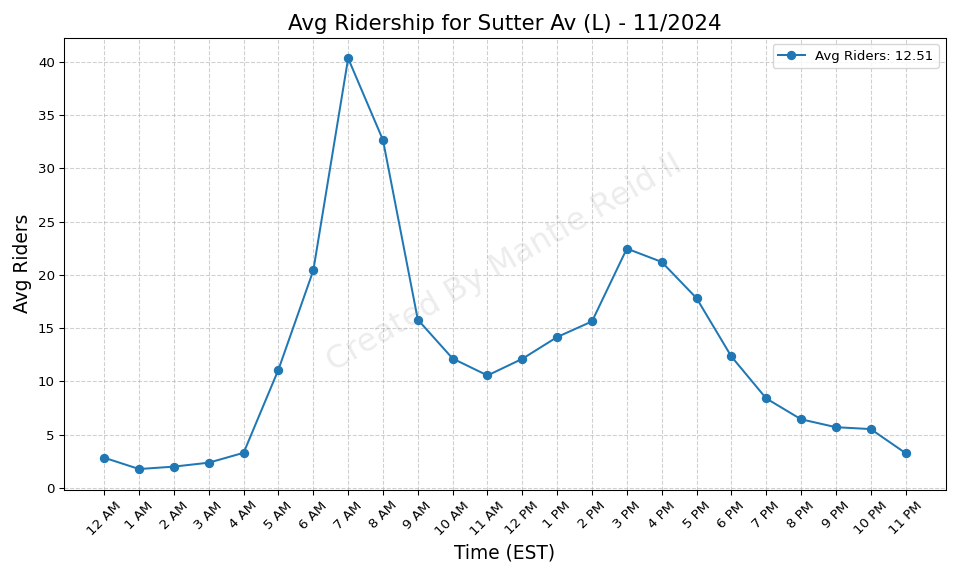 Avg Ridership for Sutter Av (L) - 11/2024
Avg Riders: 12.51
Avg Riders
40
35
30
25
20
15
10
5
0
Created By Mantie Reid II
12 AM
1 AM
2 AM
3 AM
4 AM
5 AM
6 AM
7 AM
8 AM
9 AM
10 AM
11 AM
12 PM
1 PM
2 PM
3 PM
4 PM
5 PM
6 PM
7 PM
8 PM
9 PM
10 PM
11 PM
Time (EST)